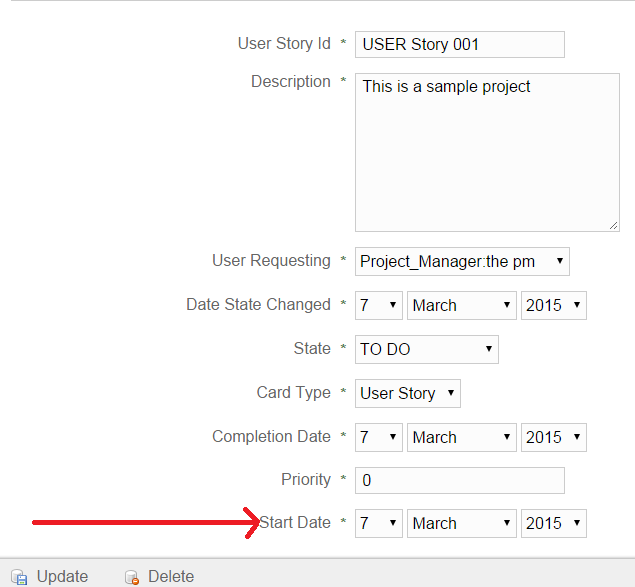 User Story Id * USER Story 001
Description * This is a sample project
User Requesting * Project_Manager:the pm
Date State Changed * 7 March 2015
State * TO DO
Card Type * User Story
Completion Date * 7 March 2015
Priority * 0
Start Date * 7 March 2015
Update Delete